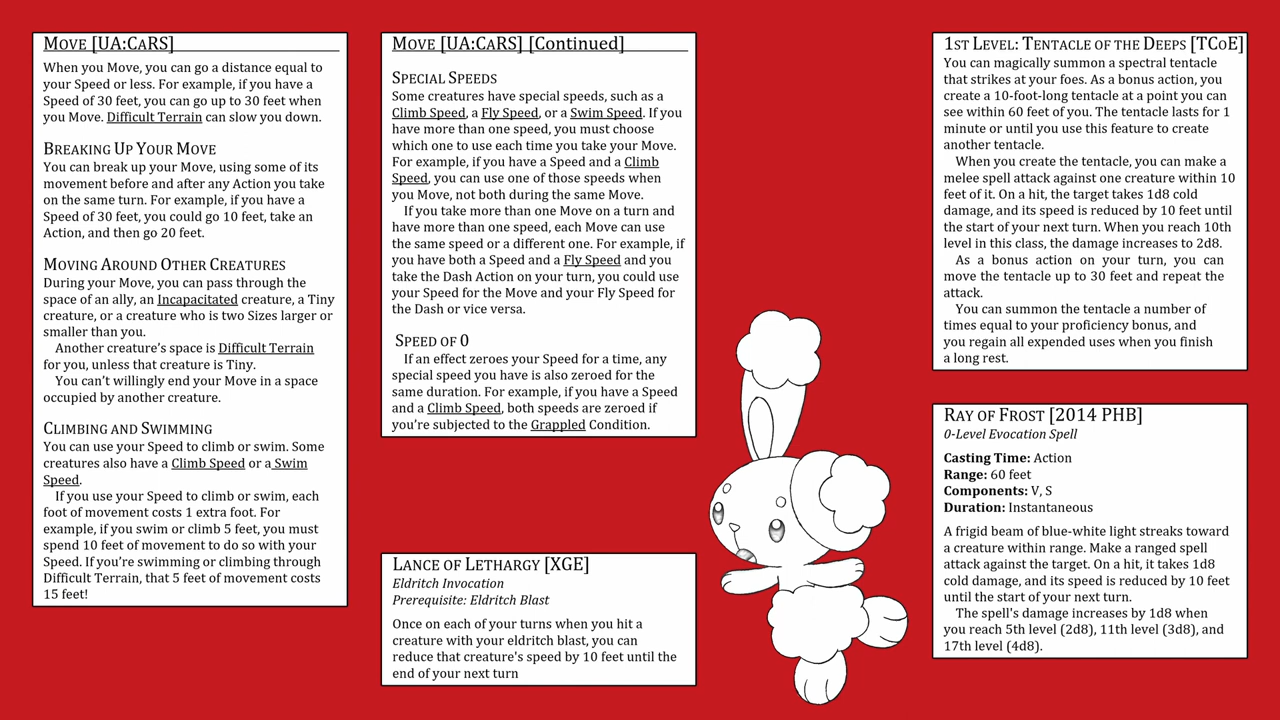 MOVE [UA:CARS]
When you Move, you can go a distance equal to
your Speed or less. For example, if you have a
Speed of 30 feet, you can go up to 30 feet when
you Move. Difficult Terrain can slow you down.
BREAKING UP YOUR MOVE
You can break up your Move, using some of its
movement before and after any Action you take
on the same turn. For example, if you have a
Speed of 30 feet, you could go 10 feet, take an
Action, and then go 20 feet.
MOVING AROUND OTHER CREATURES
During your Move, you can pass through the
space of an ally, an Incapacitated creature, a Tiny
creature, or a creature who is two Sizes larger or
smaller than you.
Another creature's space is Difficult Terrain
for you, unless that creature is Tiny.
You can't willingly end your Move in a space
occupied by another creature.
CLIMBING AND SWIMMING
You can use your Speed to climb or swim. Some
creatures also have a Climb Speed or a Swim
Speed.
If you use your Speed to climb or swim, each
foot of movement costs 1 extra foot. For
example, if you swim or climb 5 feet, you must
spend 10 feet of movement to do so with your
Speed. If you're swimming or climbing through
Difficult Terrain, that 5 feet of movement costs
15 feet!
MOVE [UA:CARS] [Continued]
SPECIAL SPEEDS
Some creatures have special speeds, such as a
Climb Speed, a Fly Speed, or a Swim Speed. If you
have more than one speed, you must choose
which one to use each time you take your Move.
For example, if you have a Speed and a Climb
Speed, you can use one of those speeds when
you Move, not both during the same Move.
If you take more than one Move on a turn and
have more than one speed, each Move can use
the same speed or a different one. For example, if
you have both a Speed and a Fly Speed and you
take the Dash Action on your turn, you could use
your Speed for the Move and your Fly Speed for
the Dash or vice versa.
SPEED OF 0
If an effect zeroes your Speed for a time, any
special speed you have is also zeroed for the
same duration. For example, if you have a Speed
and a Climb Speed, both speeds are zeroed if
you're subjected to the Grappled Condition.
LANCE OF LETHARGY [XGE]
Eldritch Invocation
Prerequisite: Eldritch Blast
Once on each of your turns when you hit a
creature with your eldritch blast, you can
reduce that creature's speed by 10 feet until the
end of your next turn
1ST LEVEL: TENTACLE OF THE DEEPS [TCOE]
You can magically summon a spectral tentacle
that strikes at your foes. As a bonus action, you
create a 10-foot-long tentacle at a point you can
see within 60 feet of you. The tentacle lasts for 1
minute or until you use this feature to create
another tentacle.
When you create the tentacle, you can make a
melee spell attack against one creature within 10
feet of it. On a hit, the target takes 1d8 cold
damage, and its speed is reduced by 10 feet until
the start of your next turn. When you reach 10th
level in this class, the damage increases to 2d8.
As a bonus action on your turn, you can
move the tentacle up to 30 feet and repeat the
attack.
You can summon the tentacle a number of
times equal to your proficiency bonus, and
you regain all expended uses when you finish
a long rest.
RAY OF FROST [2014 PHB]
0-Level Evocation Spell
Casting Time: Action
Range: 60 feet
Components: V, S
Duration: Instantaneous
A frigid beam of blue-white light streaks toward
a creature within range. Make a ranged spell
attack against the target. On a hit, it takes 1d8
cold damage, and its speed is reduced by 10 feet
until the start of your next turn.
The spell's damage increases by 1d8 when
you reach 5th level (2d8), 11th level (3d8), and
17th level (4d8).